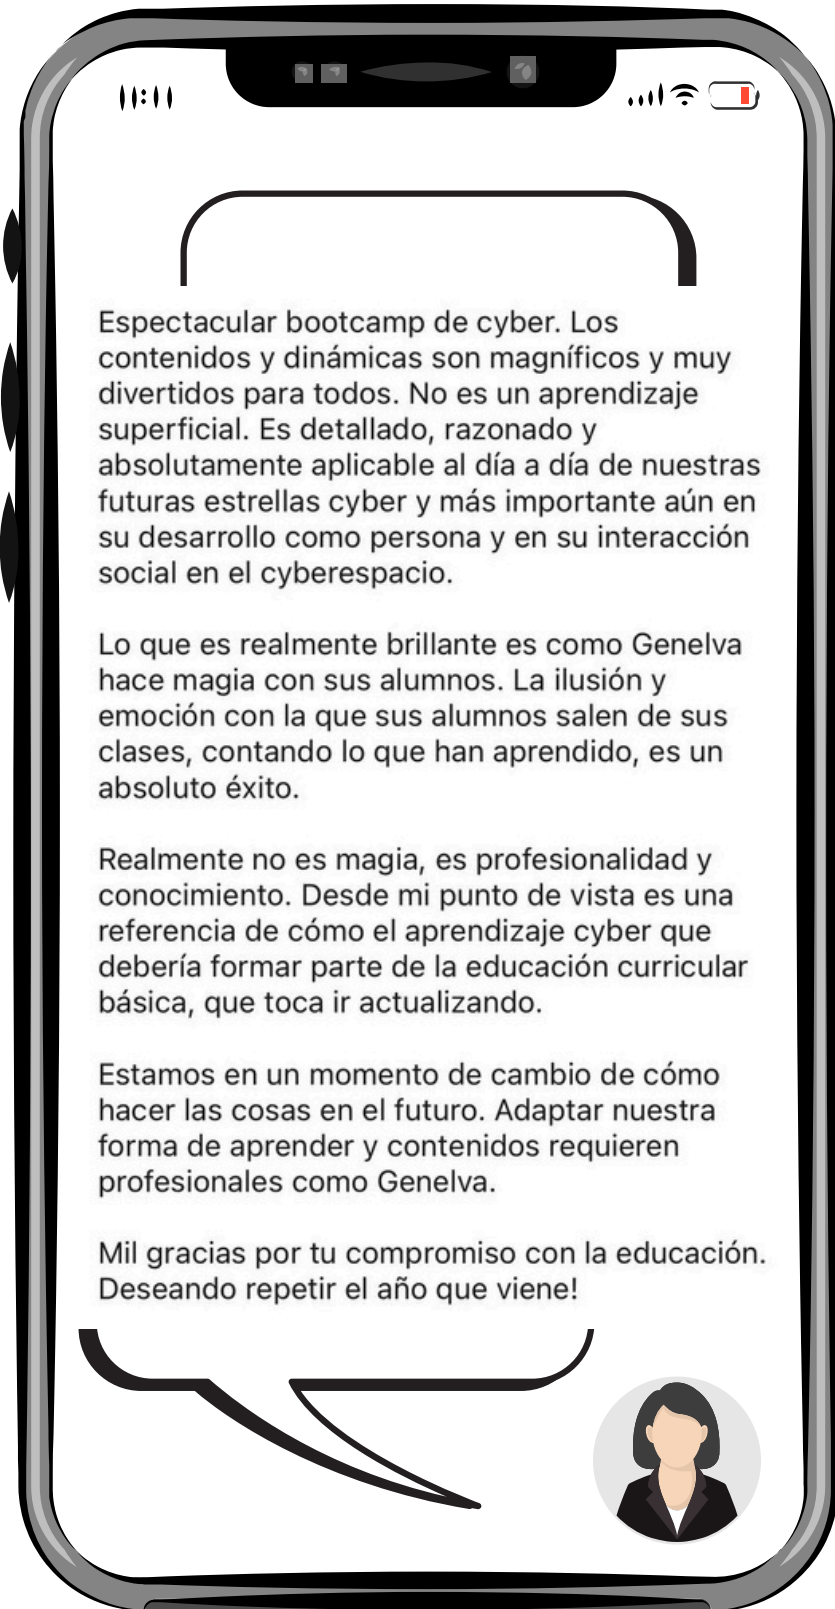 11:11
Espectacular bootcamp de cyber. Los
contenidos y dinámicas son magníficos y muy
divertidos para todos. No es un aprendizaje
superficial. Es detallado, razonado y
absolutamente aplicable al día a día de nuestras
futuras estrellas cyber y más importante aún en
su desarrollo como persona y en su interacción
social en el cyberespacio.
Lo que es realmente brillante es como Genelva
hace magia con sus alumnos. La ilusión y
emoción con la que sus alumnos salen de sus
clases, contando lo que han aprendido, es un
absoluto éxito.
Realmente no es magia, es profesionalidad y
conocimiento. Desde mi punto de vista es una
referencia de cómo el aprendizaje cyber que
debería formar parte de la educación curricular
básica, que toca ir actualizando.
Estamos en un momento de cambio de cómo
hacer las cosas en el futuro. Adaptar nuestra
forma de aprender y contenidos requieren
profesionales como Genelva.
Mil gracias por tu compromiso con la educación.
Deseando repetir el año que viene!